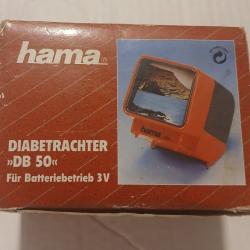 hama®
DIABETRACHTER
»DB 50«
Für Batteriebetrieb 3V
hama